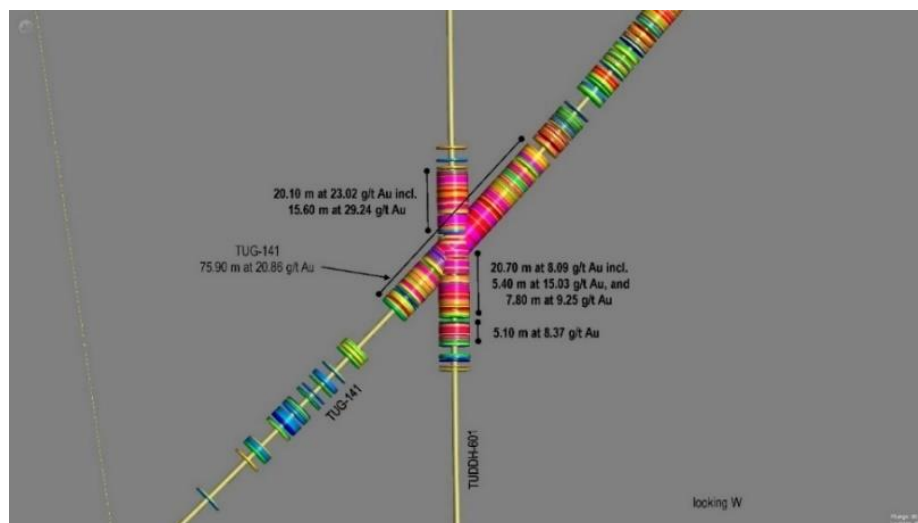 20.10 m at 23.02 g/t Au incl.
15.60 m at 29.24 g/t Au
TUG-141
75.90 m at 20.86 g/t Au
20.70 m at 8.09 g/t Au incl.
5.40 m at 15.03 g/t Au, and
7.80 m at 9.25 g/t Au
5.10 m at 8.37 g/t Au
TUG-141
TUDDH-601
looking W